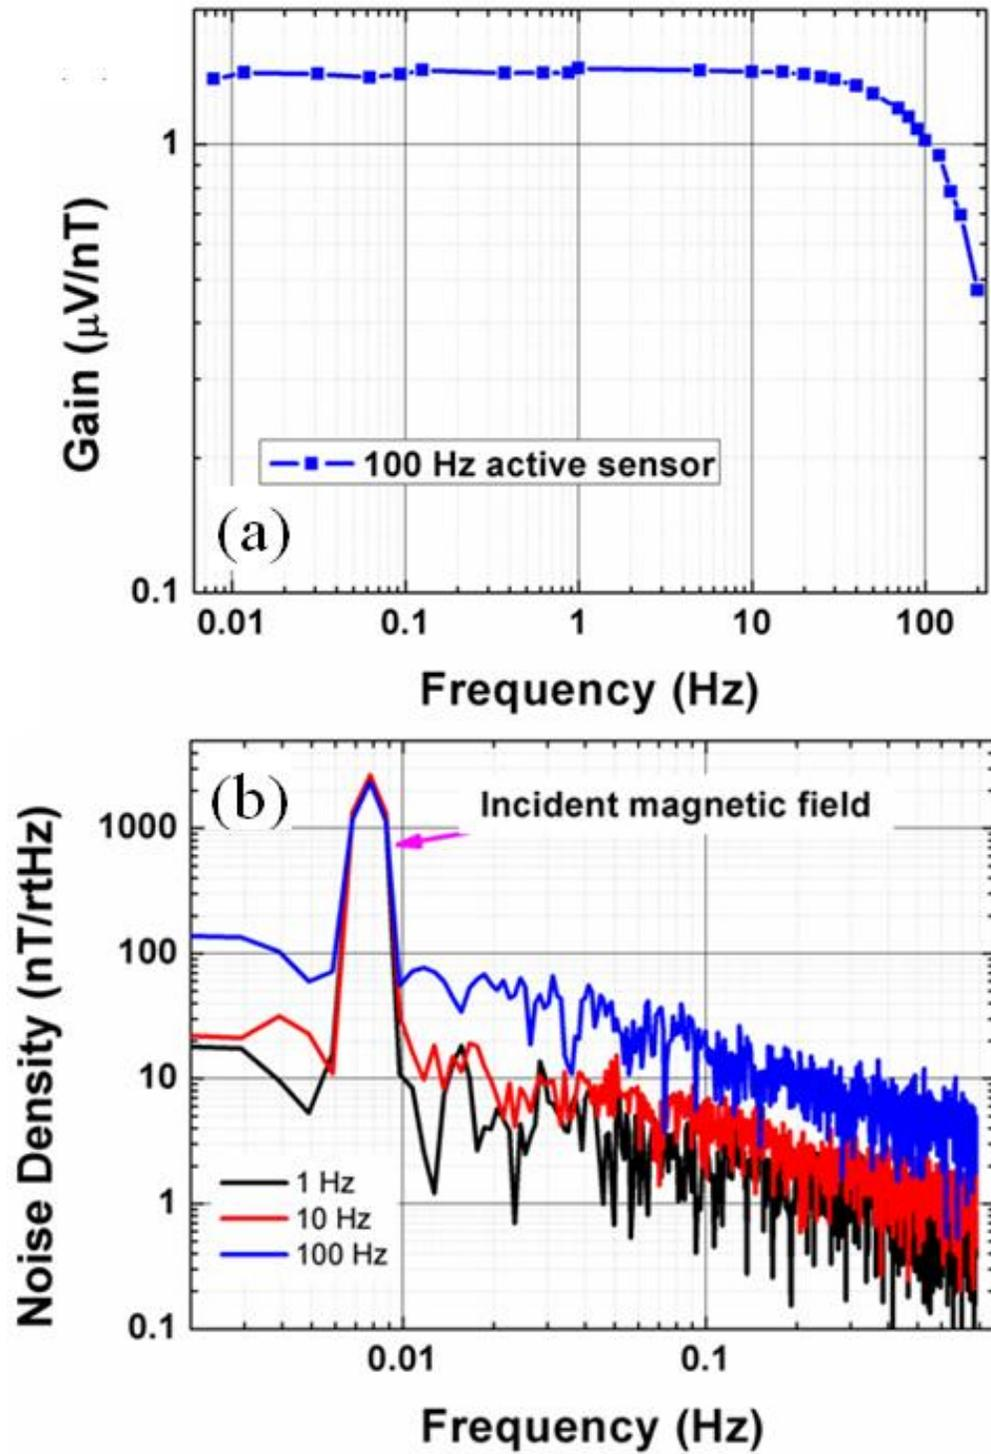 1
0.1
Gain (μV/nT)
100 Hz active sensor
(a)
0.01 0.1 1 10 100
Frequency (Hz)
(b)
Incident magnetic field
1000
100
10
1
0.1
Noise Density (nT/rtHz)
1 Hz
10 Hz
100 Hz
0.01 0.1
Frequency (Hz)